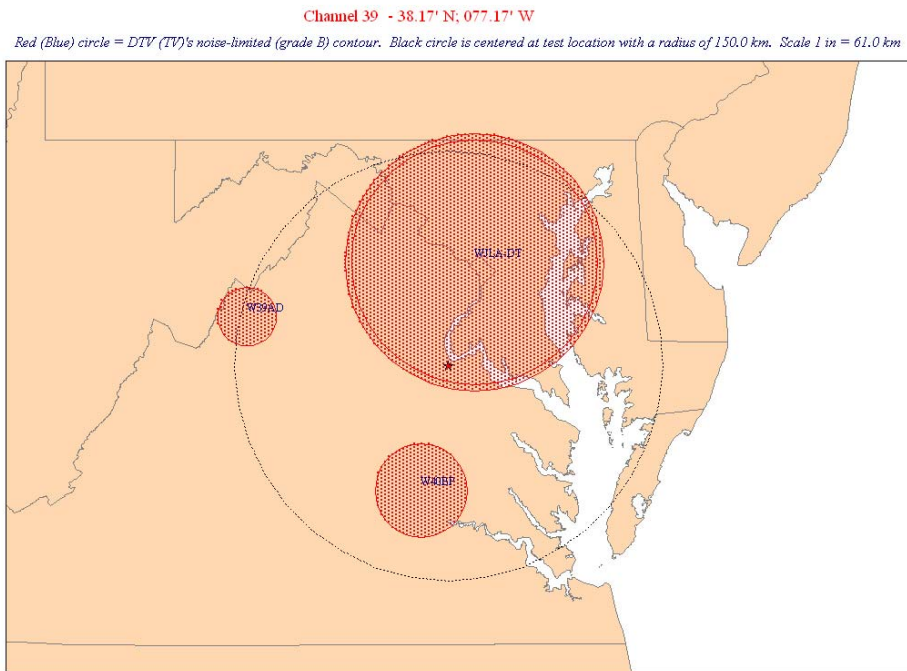 Channel 39 - 38.17' N; 077.17' W
Red (Blue) circle = DTV (TV)'s noise-limited (grade B) contour. Black circle is centered at test location with a radius of 150.0 km. Scale 1 in = 61.0 km
WJLA-DT
W39AD
W40BF